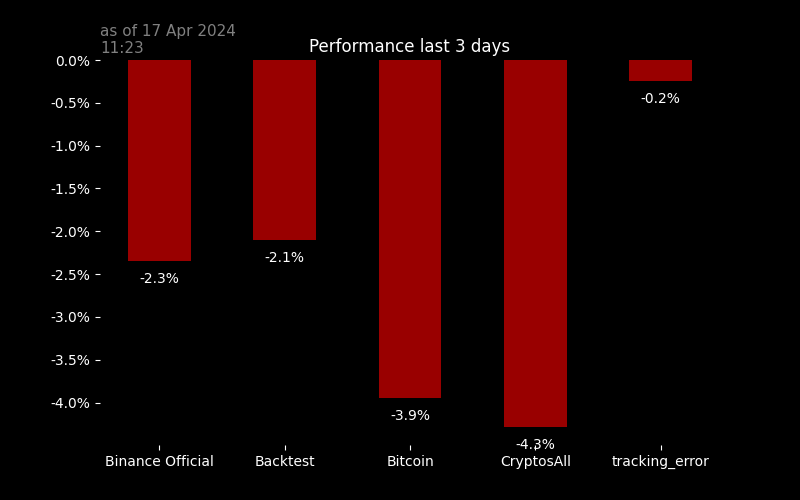 as of 17 Apr 2024
11:23
Performance last 3 days
0.0%
-0.5%
-1.0%
-1.5%
-2.0%
-2.5%
-3.0%
-3.5%
-4.0%
-2.3%
-2.1%
-3.9%
-4.3%
-0.2%
Binance Official
Backtest
Bitcoin
CryptosAll
tracking_error